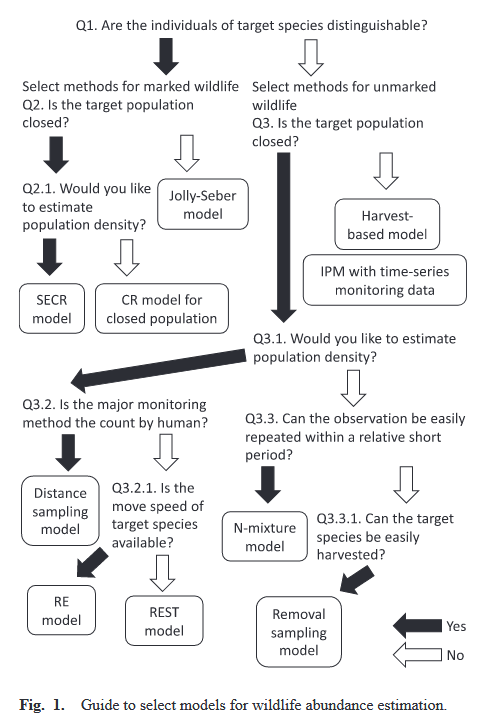 Q1. Are the individuals of target species distinguishable?
Select methods for marked wildlife
Q2. Is the target population
closed?
Select methods for unmarked
wildlife
Q3. Is the target population
closed?
Q2.1. Would you like
to estimate
population density?
Jolly-Seber
model
Harvest-
based model
IPM with time-series
monitoring data
SECR
model
CR model for
closed population
Q3.1. Would you like to estimate
population density?
Q3.2. Is the major monitoring
method the count by human?
Q3.3. Can the observation be easily
repeated within a relative short
period?
Distance
sampling
model
Q3.2.1. Is the
move speed of
target species
available?
N-mixture
model
Q3.3.1. Can the target
species be easily
harvested?
RE
model
REST
model
Removal
sampling
model
Yes
No
Fig. 1. Guide to select models for wildlife abundance estimation.